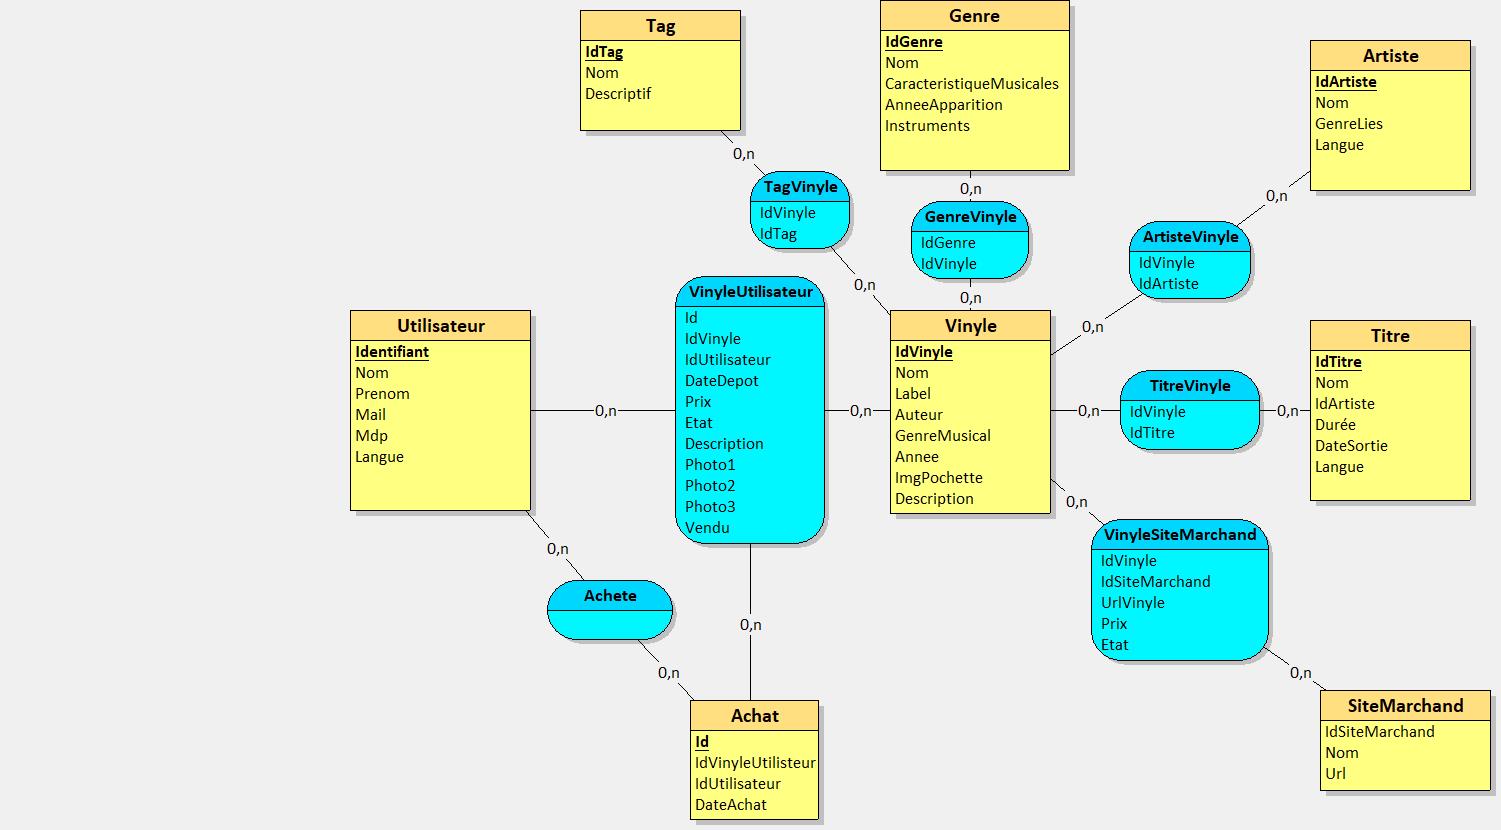 Tag
IdTag
Nom
Descriptif
0,n
TagVinyle
IdVinyle
IdTag
0,n
Genre
IdGenre
Nom
CaracteristiqueMusicales
AnneeApparition
Instruments
0,n
GenreVinyle
IdGenre
IdVinyle
0,n
Artiste
IdArtiste
Nom
GenreLies
Langue
0,n
ArtisteVinyle
IdVinyle
IdArtiste
0,n
Utilisateur
Identifiant
Nom
Prenom
Mail
Mdp
Langue
0,n
VinyleUtilisateur
Id
IdVinyle
IdUtilisateur
DateDepot
Prix
Etat
Description
Photo1
Photo2
Photo3
Vendu
0,n
Vinyle
IdVinyle
Nom
Label
Auteur
GenreMusical
Annee
ImgPochette
Description
0,n
TitreVinyle
IdVinyle
IdTitre
0,n
Titre
IdTitre
Nom
IdArtiste
Durée
DateSortie
Langue
0,n
VinyleSiteMarchand
IdVinyle
IdSiteMarchand
UrlVinyle
Prix
Etat
0,n
SiteMarchand
IdSiteMarchand
Nom
Url
0,n
Achete
0,n
0,n
Achat
Id
IdVinyleUtilisteur
IdUtilisateur
DateAchat